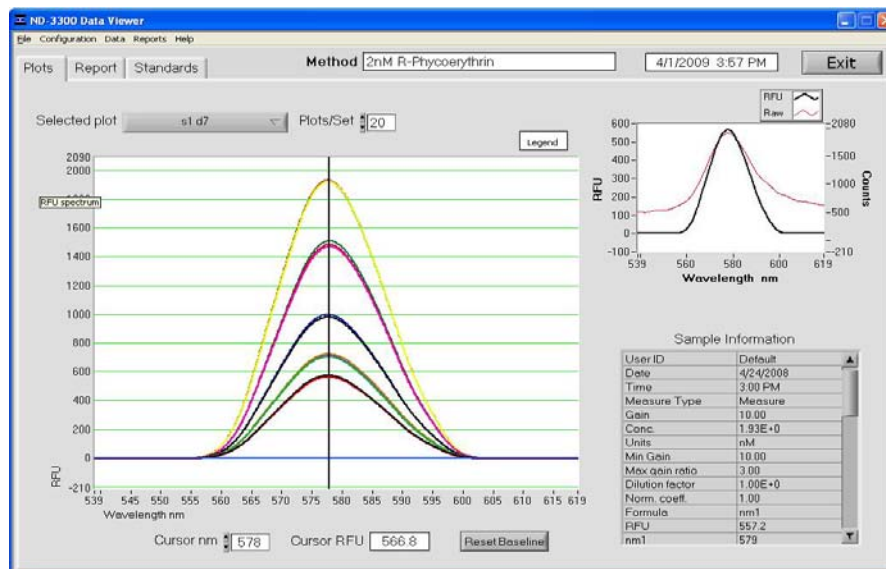 ND-3300 Data Viewer
File Configuration Data Reports Help
Plots Report Standards Method 2nM R-Phycoerythrin 4/1/2009 3:57 PM Exit
Selected plot s1 d7 Plots/Set 20
Legend
RFU
Raw
2090
2000
RFU spectrum
1600
1400
1200
1000
800
600
400
200
0
-210
RFU
539 545 550 555 560 565 570 575 580 585 590 595 600 605 610 615 619
Wavelength nm
Cursor nm 578 Cursor RFU 566.8 Reset Baseline
600
500
400
300
200
100
0
-100
RFU
2080
1500
1000
500
-210
Counts
539 560 580 600 619
Wavelength nm
Sample Information
User ID Default
Date 4/24/2008
Time 3:00 PM
Measure Type Measure
Gain 10.00
Conc. 1.93E+0
Units nM
Min Gain 10.00
Max gain ratio 3.00
Dilution factor 1.00E+0
Norm. coeff. 1.00
Formula nm1
RFU 557.2
nm1 579